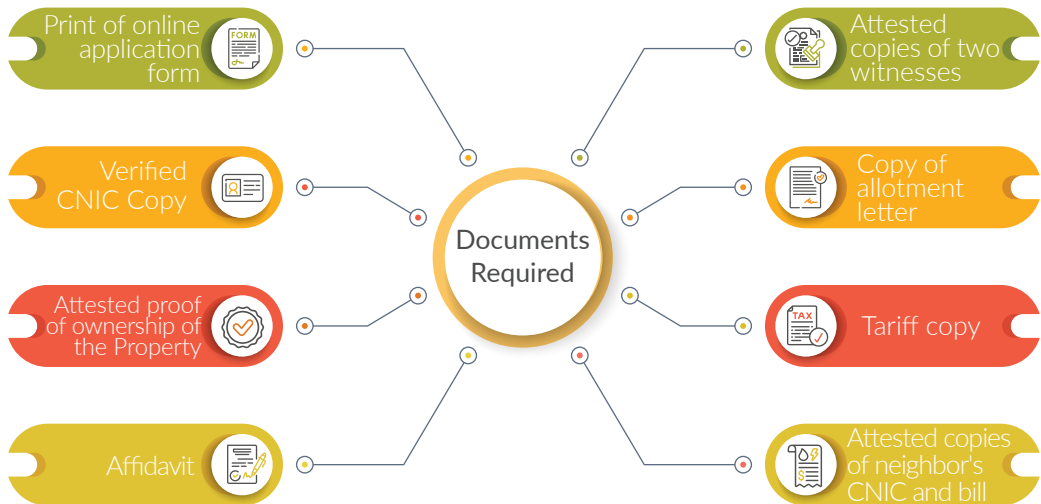 Print of online
application
form
FORM
Verified
CNIC Copy
Attested proof
of ownership of
the Property
Affidavit
Documents
Required
Attested
copies of two
witnesses
Copy of
allotment
letter
TAX
Tariff copy
$
Attested copies
of neighbor's
CNIC and bill